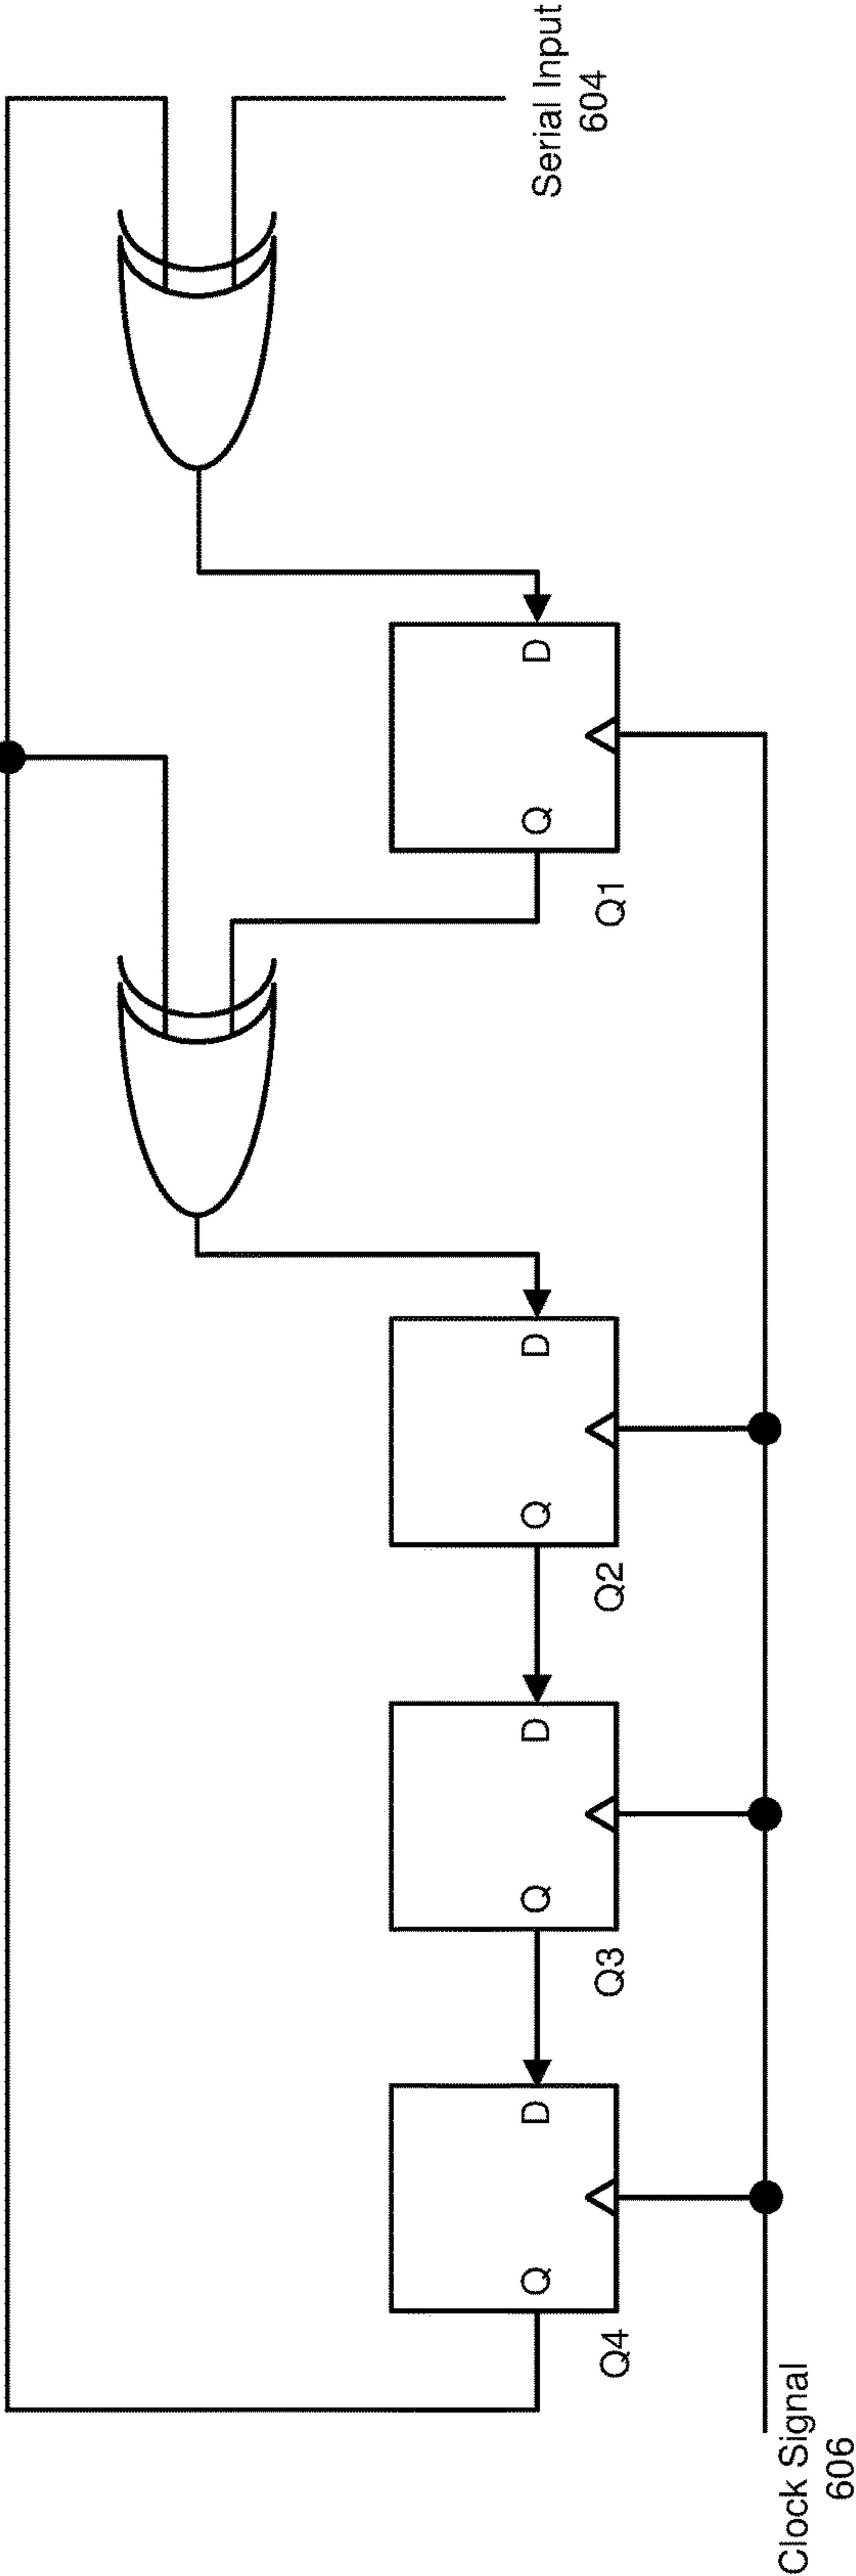 Serial Input
604
D
Q
Q1
D
Q
Q2
D
Q
Q3
D
Q
Q4
Clock Signal
606